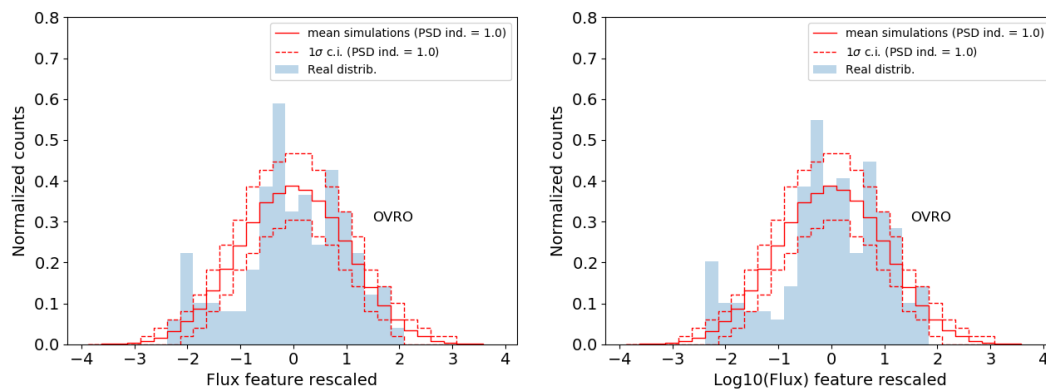 0.8
0.7
0.6
0.5
0.4
0.3
0.2
0.1
0.0
Normalized counts
mean simulations (PSD ind. = 1.0)
1σ c.i. (PSD ind. = 1.0)
Real distrib.
OVRO
−4 −3 −2 −1 0 1 2 3 4
Flux feature rescaled
0.8
0.7
0.6
0.5
0.4
0.3
0.2
0.1
0.0
Normalized counts
mean simulations (PSD ind. = 1.0)
1σ c.i. (PSD ind. = 1.0)
Real distrib.
OVRO
−4 −3 −2 −1 0 1 2 3 4
Log10(Flux) feature rescaled